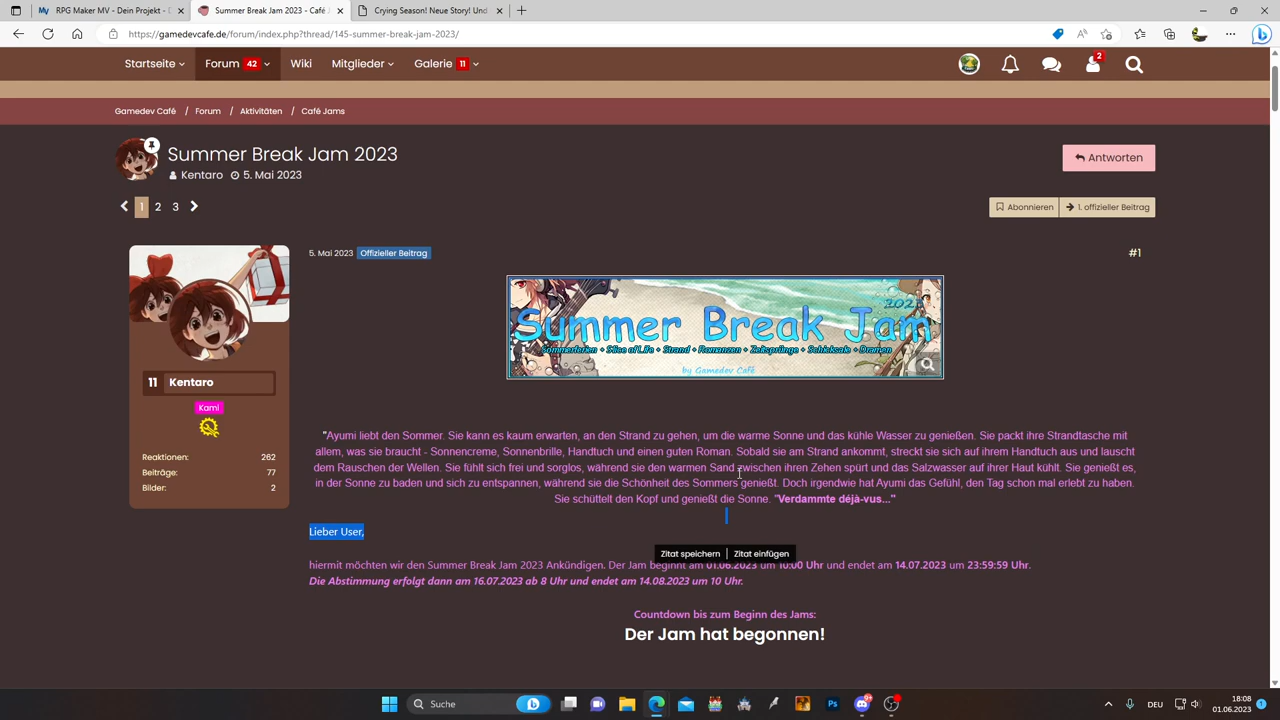 RPG Maker MV - Dein Projekt - D
Summer Break Jam 2023 - Café J
Crying Season! Neue Story! Und
https://gamedevcafe.de/forum/index.php?thread/145-summer-break-jam-2023/
Startseite
Forum 42
Wiki
Mitglieder
Galerie 11
2
Gamedev Café / Forum / Aktivitäten / Café Jams
Summer Break Jam 2023
Kentaro 5. Mai 2023
Antworten
1 2 3
Abonnieren
1. offizieller Beitrag
5. Mai 2023 Offizieller Beitrag
#1
2023
Summer Break Jam
Sommerferien • Slice of Life • Strand • Romanzen • Zeitsprünge • Schicksale • Dramen
by Gamedev Café
11 Kentaro
Kami
Reaktionen: 262
Beiträge: 77
Bilder: 2
"Ayumi liebt den Sommer. Sie kann es kaum erwarten, an den Strand zu gehen, um die warme Sonne und das kühle Wasser zu genießen. Sie packt ihre Strandtasche mit
allem, was sie braucht - Sonnencreme, Sonnenbrille, Handtuch und einen guten Roman. Sobald sie am Strand ankommt, streckt sie sich auf ihrem Handtuch aus und lauscht
dem Rauschen der Wellen. Sie fühlt sich frei und sorglos, während sie den warmen Sand zwischen ihren Zehen spürt und das Salzwasser auf ihrer Haut kühlt. Sie genießt es,
in der Sonne zu baden und sich zu entspannen, während sie die Schönheit des Sommers genießt. Doch irgendwie hat Ayumi das Gefühl, den Tag schon mal erlebt zu haben.
Sie schüttelt den Kopf und genießt die Sonne. "Verdammte déjà-vus..."
Lieber User,
Zitat speichern | Zitat einfügen
hiermit möchten wir den Summer Break Jam 2023 Ankündigen. Der Jam beginnt am 01.06.2023 um 10:00 Uhr und endet am 14.07.2023 um 23:59:59 Uhr.
Die Abstimmung erfolgt dann am 16.07.2023 ab 8 Uhr und endet am 14.08.2023 um 10 Uhr.
Countdown bis zum Beginn des Jams:
Der Jam hat begonnen!
Suche
DEU
18:08
01.06.2023